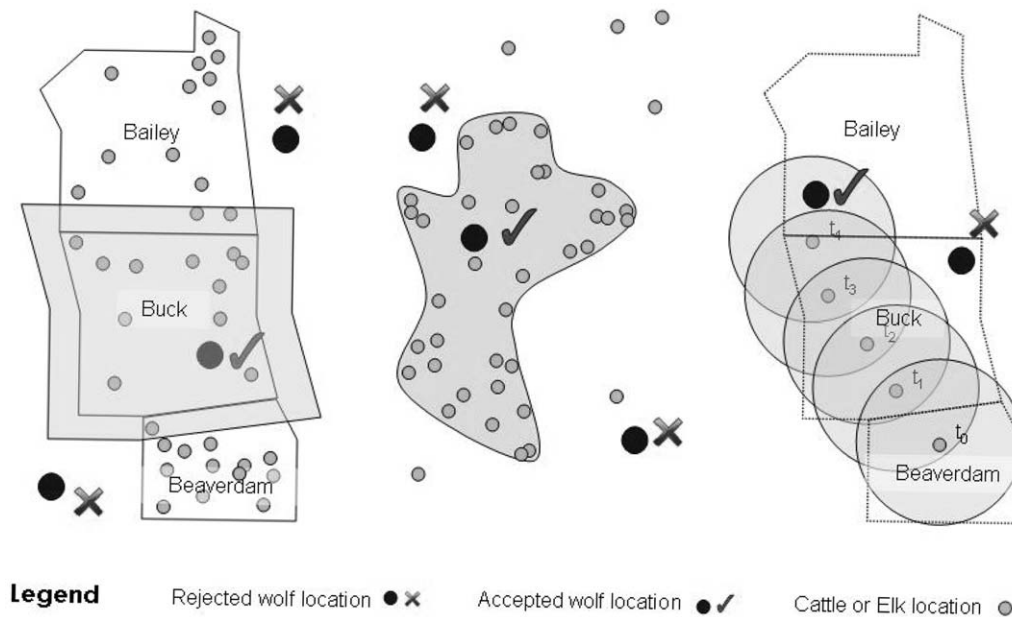 Bailey
Buck
Beaverdam
Bailey
t4
t3
Buck
t2
t1
t0
Beaverdam
Legend
Rejected wolf location
Accepted wolf location
Cattle or Elk location